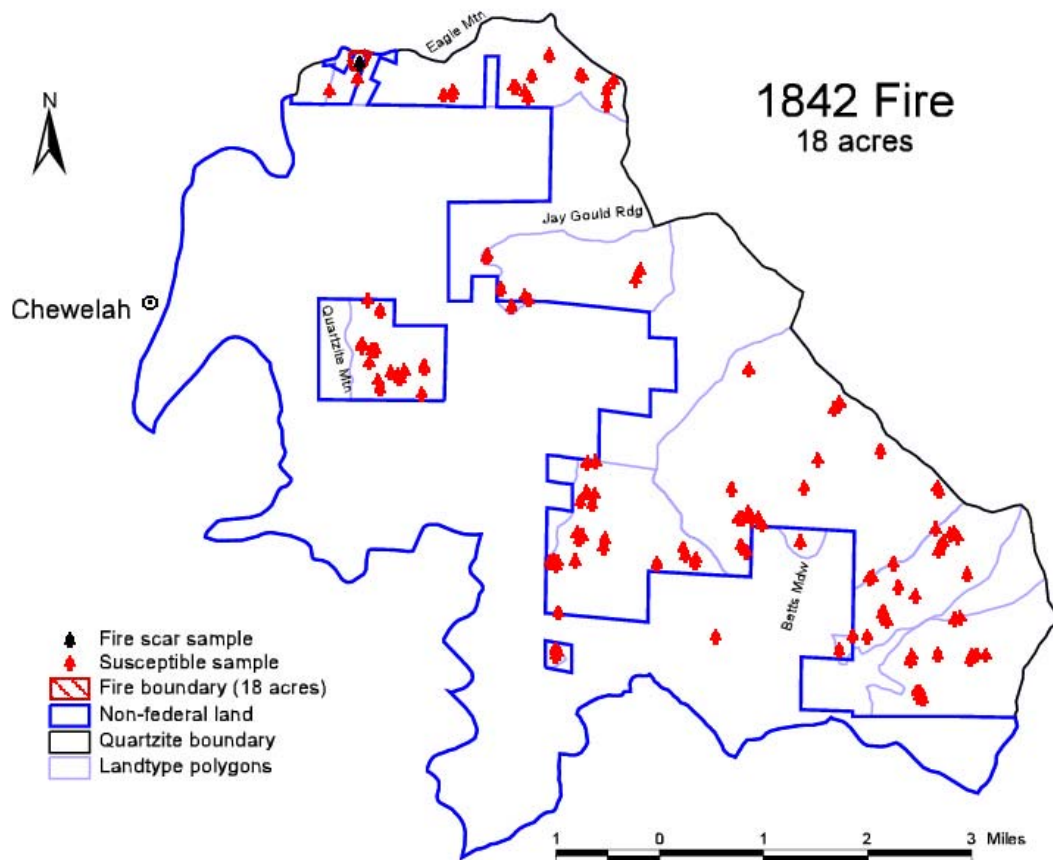 Eagle Mtn
1842 Fire
18 acres
N
Jay Gould Rdg
Chewelah
Quartzite Mtn
Betts Mdw
Fire scar sample
Susceptible sample
Fire boundary (18 acres)
Non-federal land
Quartzite boundary
Landtype polygons
1 0 1 2 3 Miles